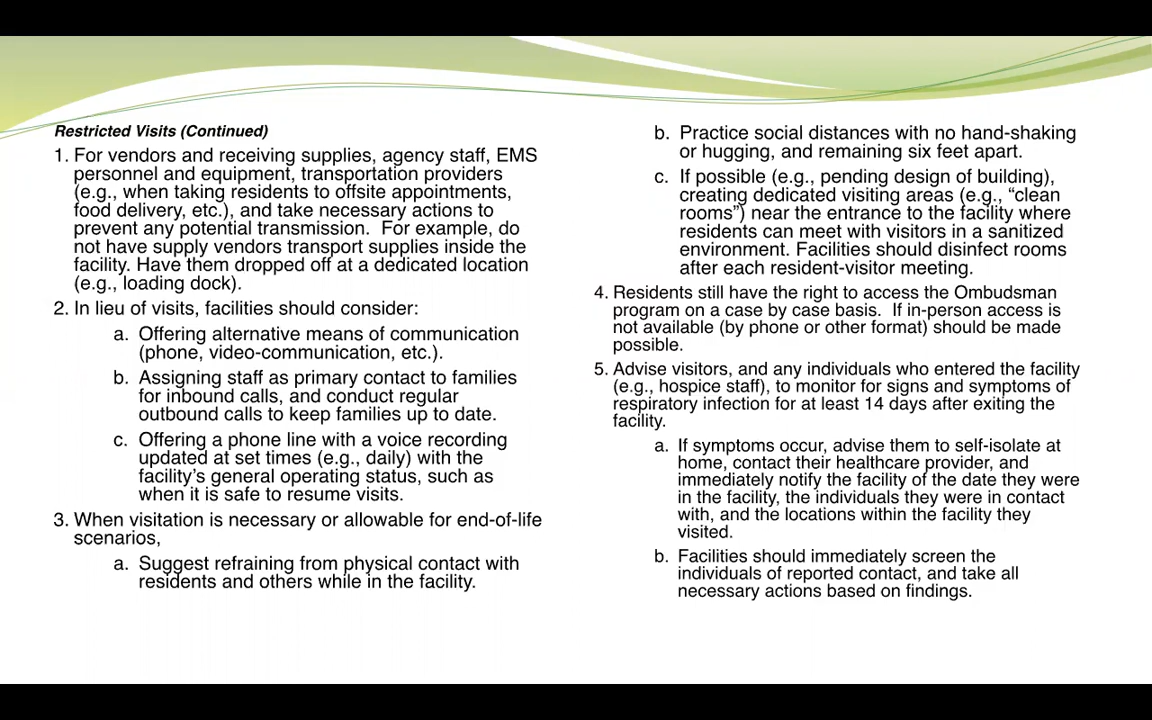 Restricted Visits (Continued)
1. For vendors and receiving supplies, agency staff, EMS
personnel and equipment, transportation providers
(e.g., when taking residents to offsite appointments,
food delivery, etc.), and take necessary actions to
prevent any potential transmission.  For example, do
not have supply vendors transport supplies inside the
facility. Have them dropped off at a dedicated location
(e.g., loading dock).
2. In lieu of visits, facilities should consider:
a. Offering alternative means of communication
(phone, video-communication, etc.).
b. Assigning staff as primary contact to families
for inbound calls, and conduct regular
outbound calls to keep families up to date.
c. Offering a phone line with a voice recording
updated at set times (e.g., daily) with the
facility’s general operating status, such as
when it is safe to resume visits.
3. When visitation is necessary or allowable for end-of-life
scenarios,
a. Suggest refraining from physical contact with
residents and others while in the facility.
b. Practice social distances with no hand-shaking
or hugging, and remaining six feet apart.
c. If possible (e.g., pending design of building),
creating dedicated visiting areas (e.g., “clean
rooms”) near the entrance to the facility where
residents can meet with visitors in a sanitized
environment. Facilities should disinfect rooms
after each resident-visitor meeting.
4. Residents still have the right to access the Ombudsman
program on a case by case basis.  If in-person access is
not available (by phone or other format) should be made
possible.
5. Advise visitors, and any individuals who entered the facility
(e.g., hospice staff), to monitor for signs and symptoms of
respiratory infection for at least 14 days after exiting the
facility.
a. If symptoms occur, advise them to self-isolate at
home, contact their healthcare provider, and
immediately notify the facility of the date they were
in the facility, the individuals they were in contact
with, and the locations within the facility they
visited.
b. Facilities should immediately screen the
individuals of reported contact, and take all
necessary actions based on findings.